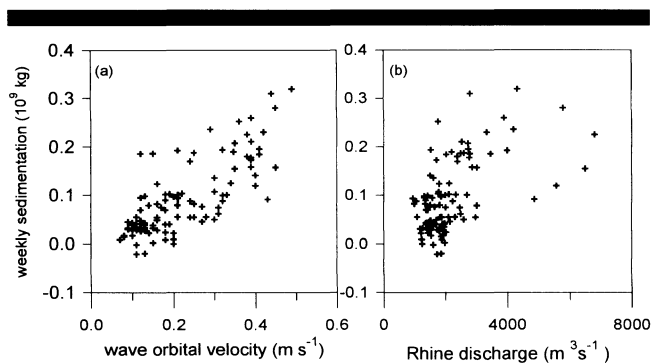 (a)
(b)
weekly sedimentation (10⁹ kg)
0.4
0.3
0.2
0.1
0.0
-0.1
0.4
0.3
0.2
0.1
0.0
-0.1
0.0 0.2 0.4 0.6
0 4000 8000
wave orbital velocity (m s⁻¹)
Rhine discharge (m³s⁻¹)